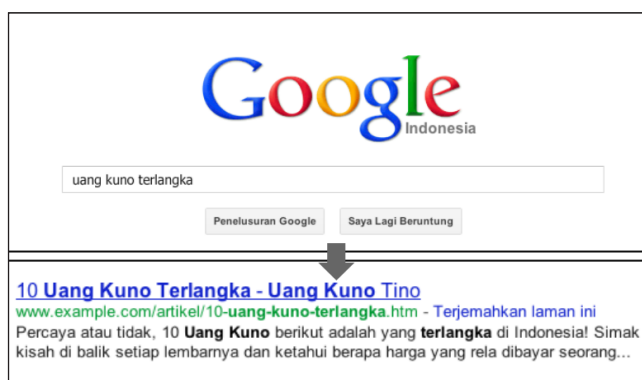 Google
Indonesia
uang kuno terlangka
Penelusuran Google
Saya Lagi Beruntung
10 Uang Kuno Terlangka - Uang Kuno Tino
www.example.com/artikel/10-uang-kuno-terlangka.htm - Terjemahkan laman ini
Percaya atau tidak, 10 Uang Kuno berikut adalah yang terlangka di Indonesia! Simak
kisah di balik setiap lembarnya dan ketahui berapa harga yang rela dibayar seorang...